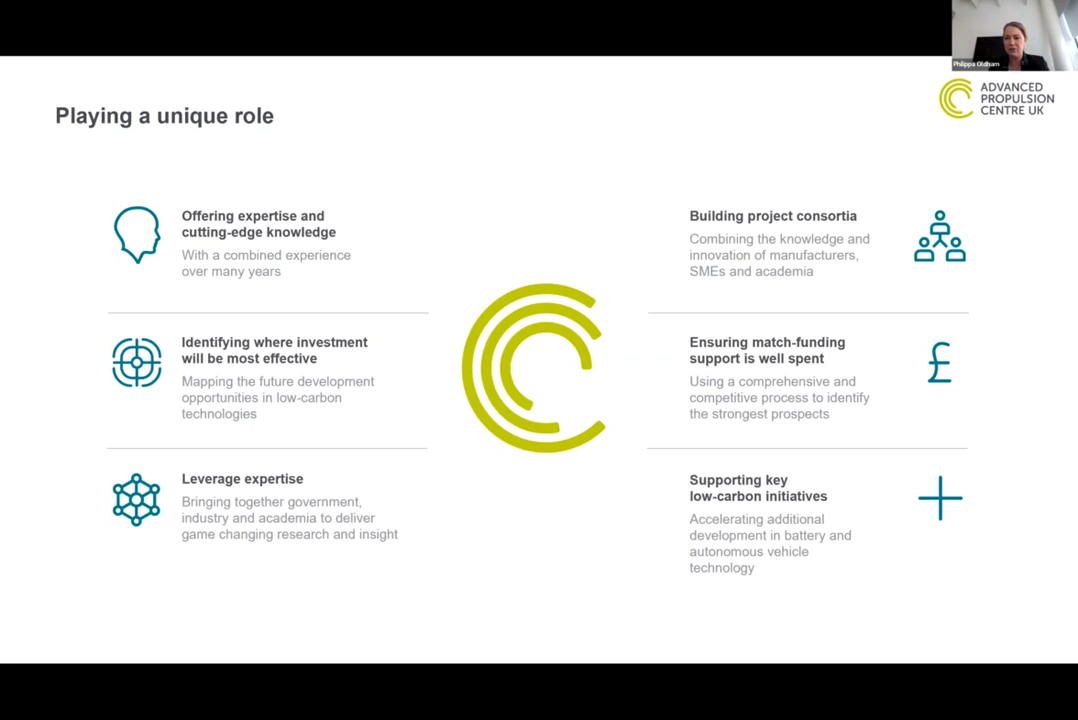 Philippa Oldham
ADVANCED
PROPULSION
CENTRE UK
Playing a unique role
Offering expertise and
cutting-edge knowledge
With a combined experience
over many years
Identifying where investment
will be most effective
Mapping the future development
opportunities in low-carbon
technologies
Leverage expertise
Bringing together government,
industry and academia to deliver
game changing research and insight
Building project consortia
Combining the knowledge and
innovation of manufacturers,
SMEs and academia
Ensuring match-funding
support is well spent
Using a comprehensive and
competitive process to identify
the strongest prospects
£
Supporting key
low-carbon initiatives
Accelerating additional
development in battery and
autonomous vehicle
technology